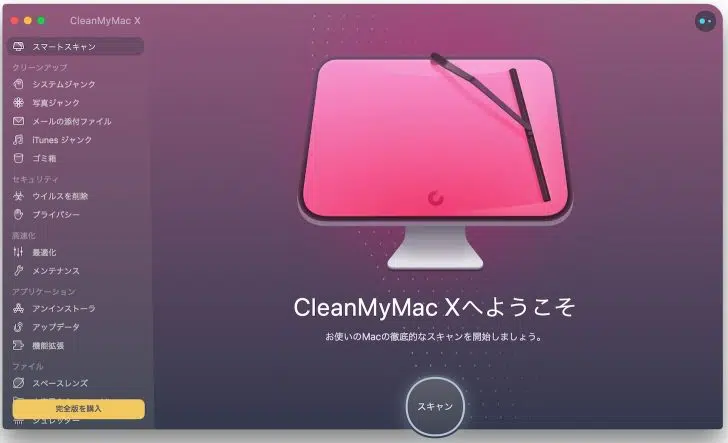 CleanMyMac X
スマートスキャン
クリーンアップ
システムジャンク
写真ジャンク
メールの添付ファイル
iTunes ジャンク
ゴミ箱
セキュリティ
ウイルスを削除
プライバシー
高速化
最適化
メンテナンス
アプリケーション
アンインストーラ
アップデータ
機能拡張
ファイル
スペースレンズ
完全版を購入
シュレッダー
CleanMyMac Xへようこそ
お使いのMacの徹底的なスキャンを開始しましょう。
スキャン